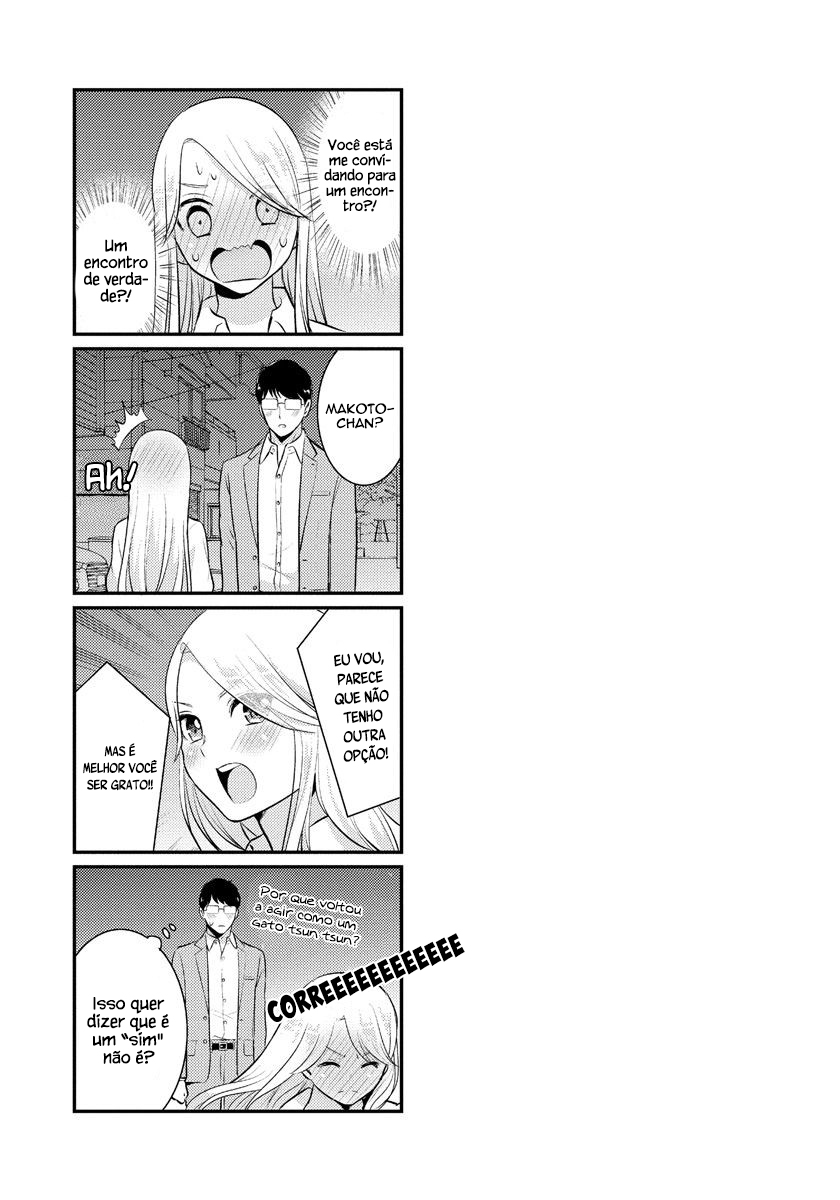 Você está
me convi-
dando para
um encon-
tro?!
Um
encontro
de verda-
de?!
MAKOTO-
CHAN?
Ah!
EU VOU,
PARECE
QUE NÃO
TENHO
OUTRA
OPÇÃO!
MAS É
MELHOR VOCÊ
SER GRATO!!
Por que voltou
a agir como um
gato tsun tsun?
CORREEEEEEEEEEEE
Isso quer
dizer que é
um "sim"
não é?